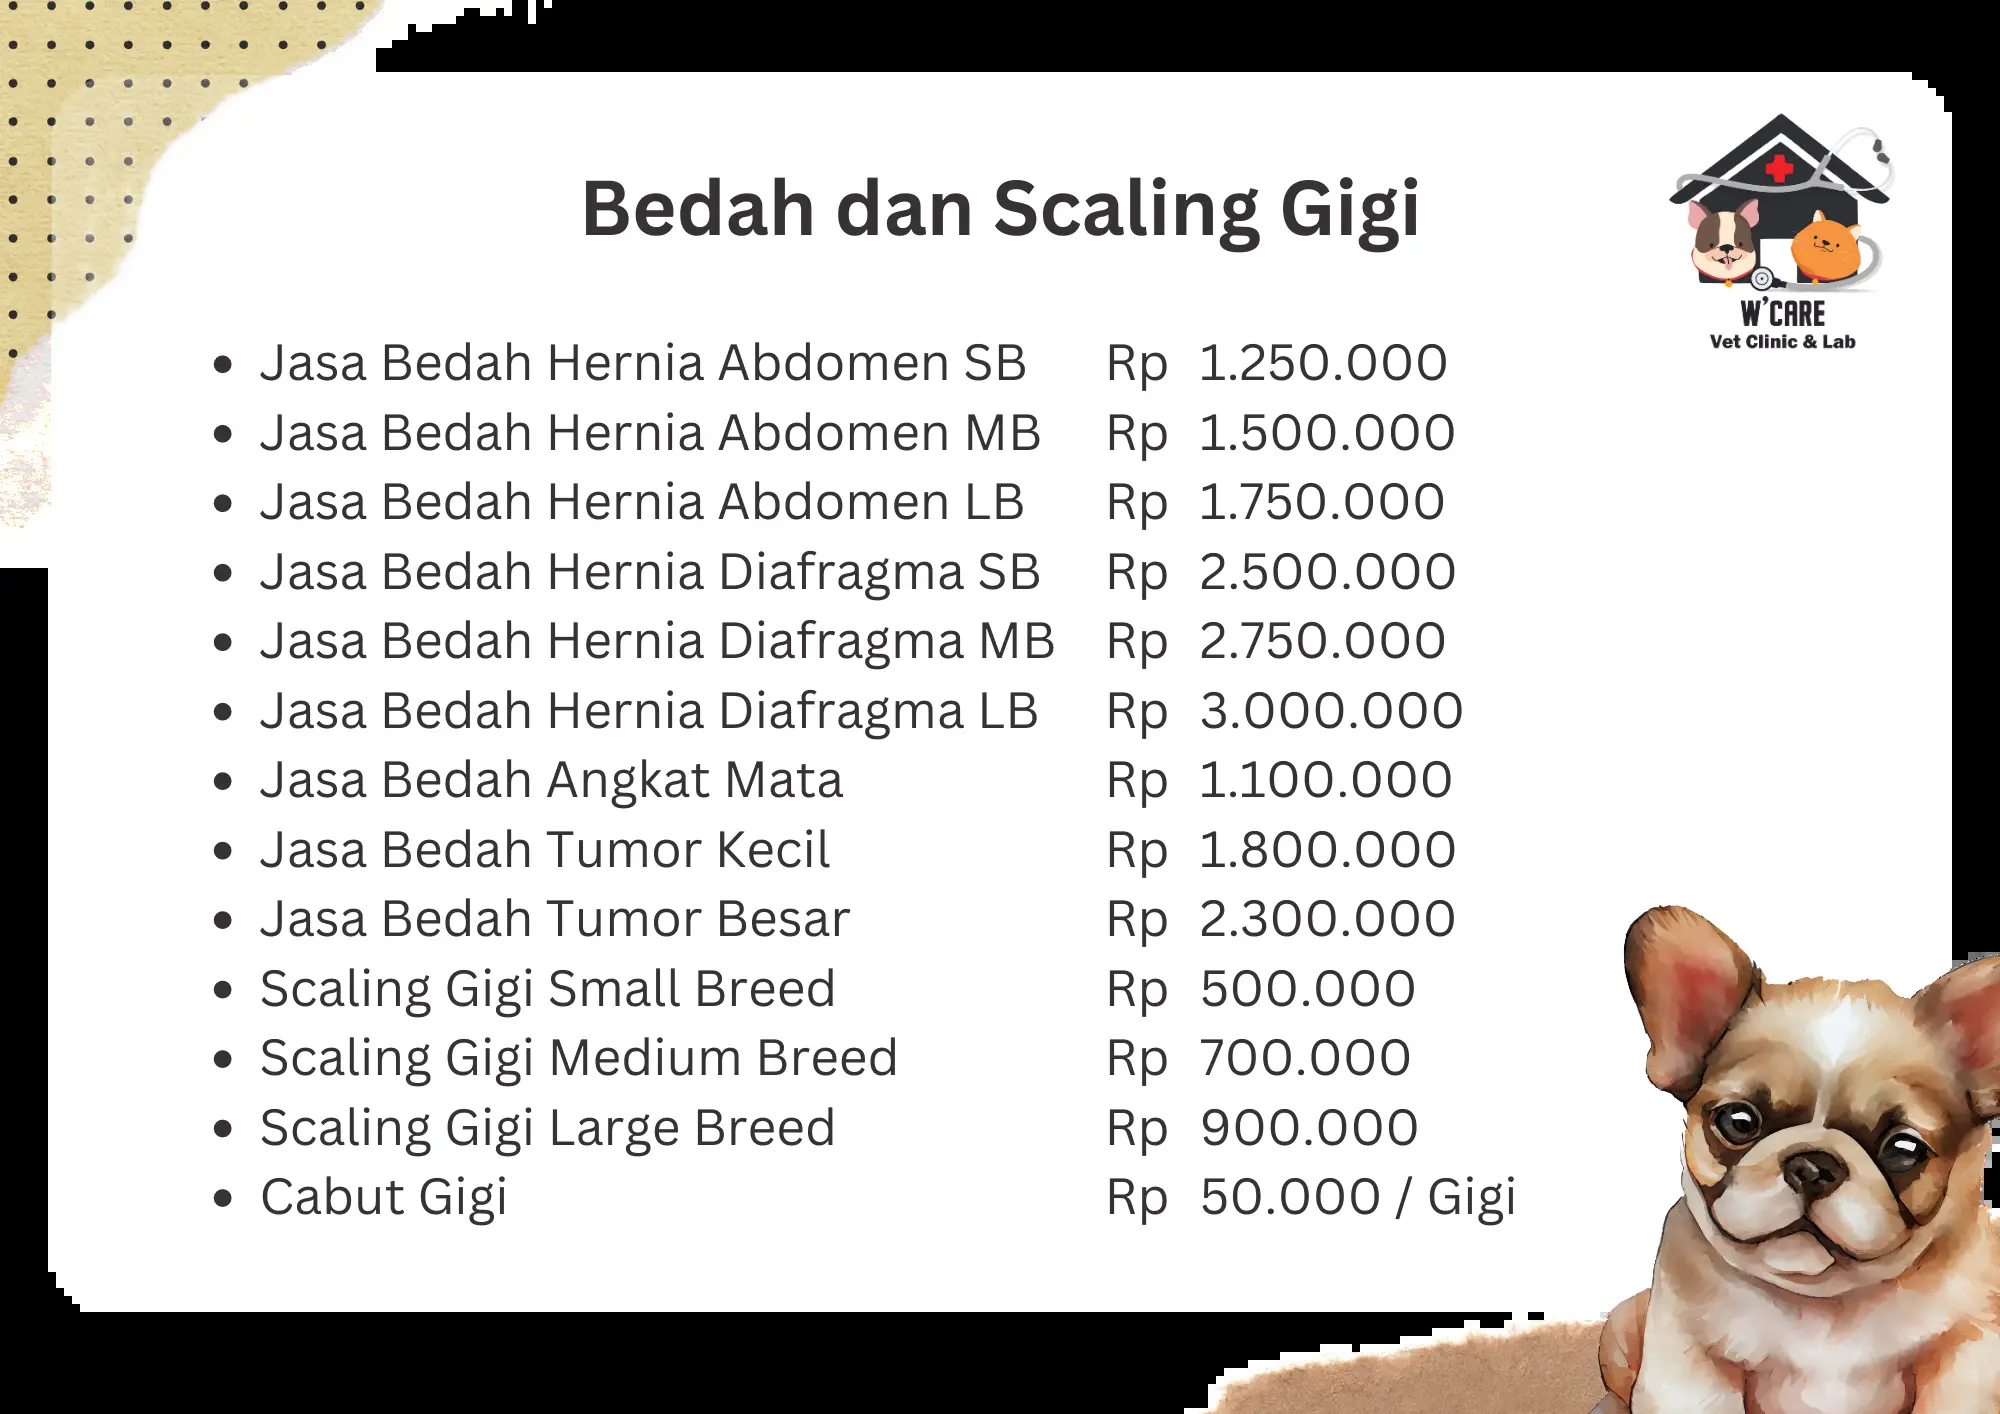 Bedah dan Scaling Gigi
W'CARE
Vet Clinic & Lab
• Jasa Bedah Hernia Abdomen SB Rp 1.250.000
• Jasa Bedah Hernia Abdomen MB Rp 1.500.000
• Jasa Bedah Hernia Abdomen LB Rp 1.750.000
• Jasa Bedah Hernia Diafragma SB Rp 2.500.000
• Jasa Bedah Hernia Diafragma MB Rp 2.750.000
• Jasa Bedah Hernia Diafragma LB Rp 3.000.000
• Jasa Bedah Angkat Mata Rp 1.100.000
• Jasa Bedah Tumor Kecil Rp 1.800.000
• Jasa Bedah Tumor Besar Rp 2.300.000
• Scaling Gigi Small Breed Rp 500.000
• Scaling Gigi Medium Breed Rp 700.000
• Scaling Gigi Large Breed Rp 900.000
• Cabut Gigi Rp 50.000 / Gigi